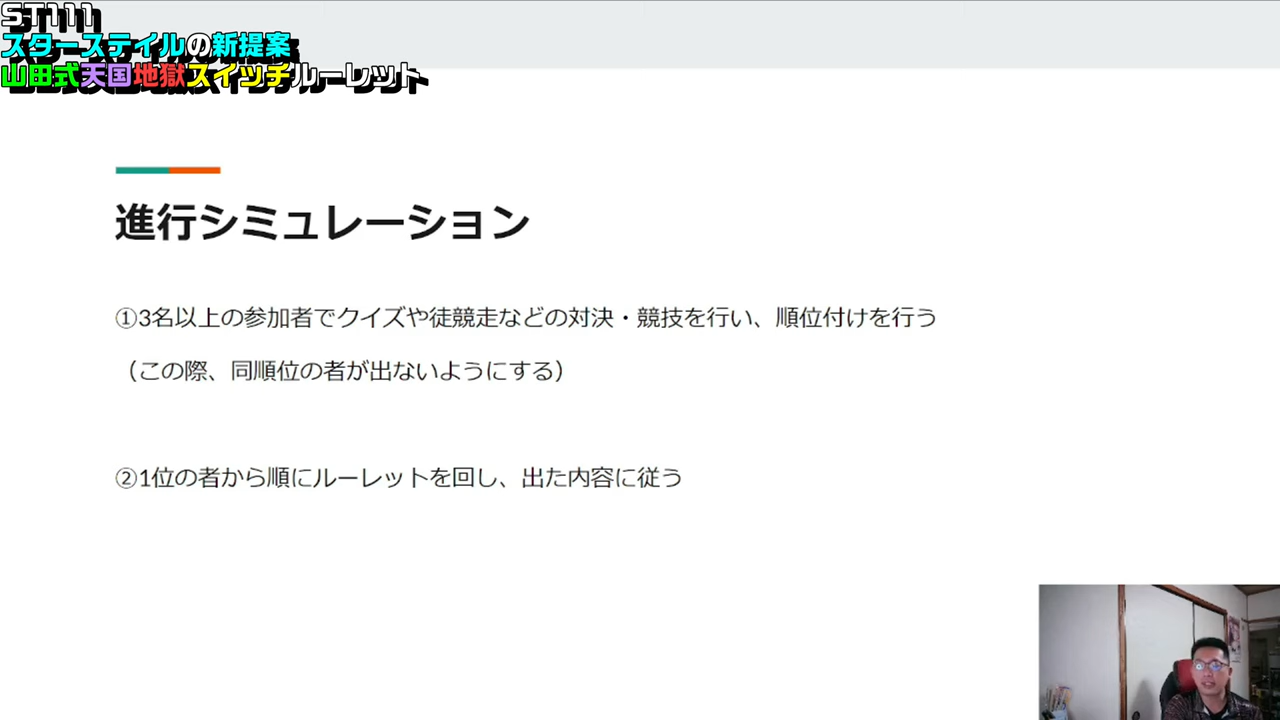 ST111
スターステイルの新提案
山田式天国地獄スイッチルーレット
進行シミュレーション
①3名以上の参加者でクイズや徒競走などの対決・競技を行い、順位付けを行う
（この際、同順位の者が出ないようにする）
②1位の者から順にルーレットを回し、出た内容に従う